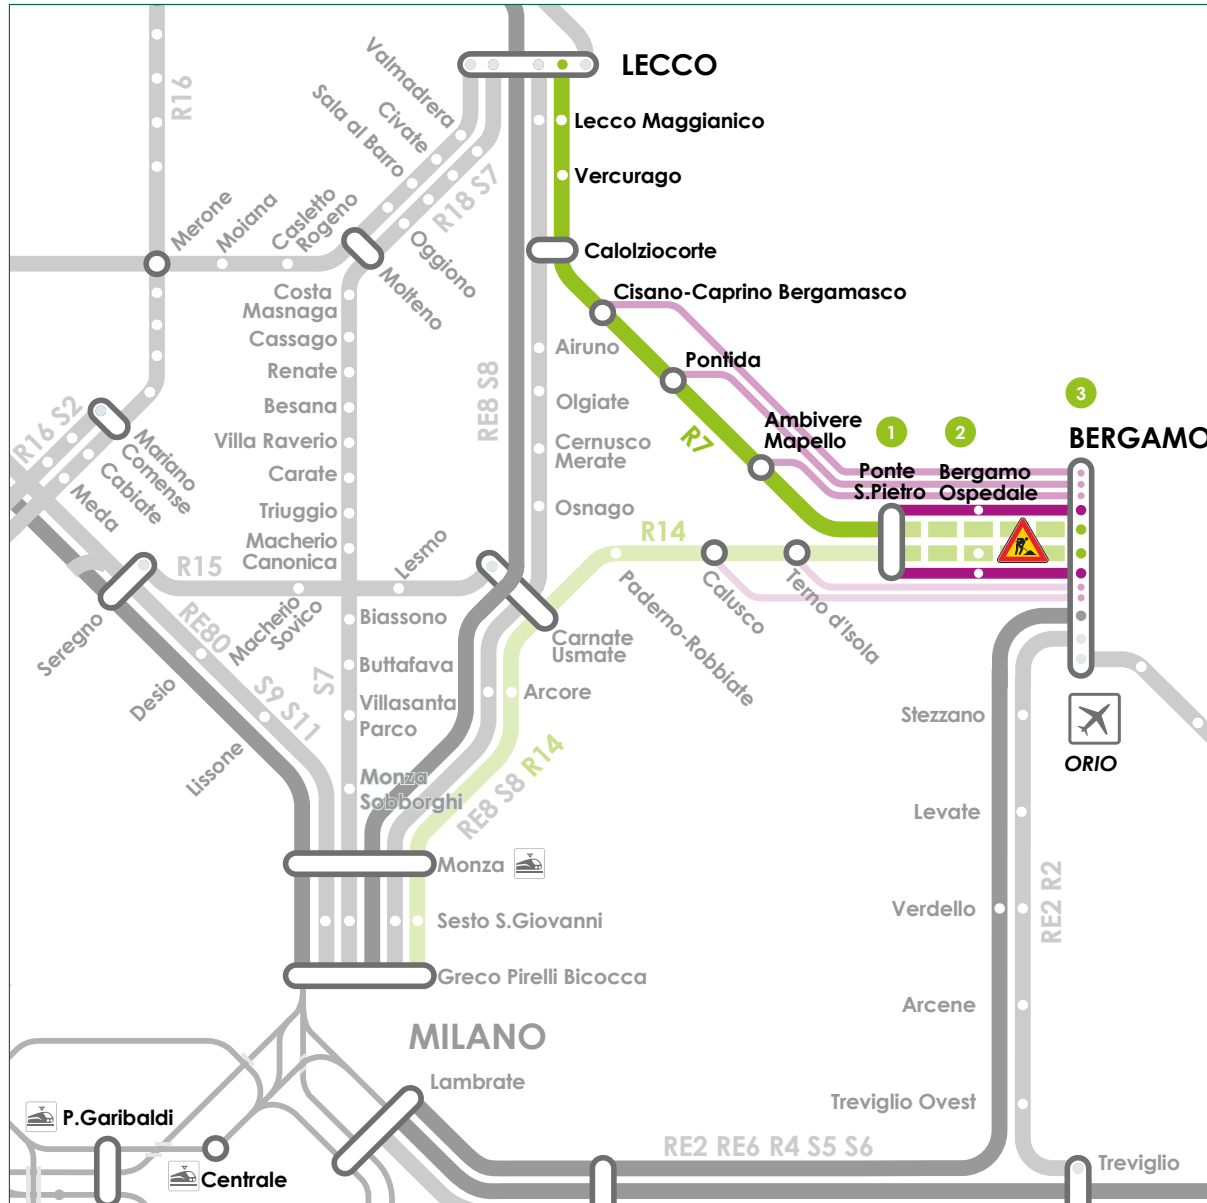 LECCO
Valmadrera
Civate
Sala al Barro
R16
Lecco Maggianico
Vercurago
R18 S7
Merone
Moiana
Casletto
Rogeno
Oggiono
Molteno
Calolziocorte
Cisano-Caprino Bergamasco
Costa
Masnaga
Cassago
Renate
Besana
Villa Raverio
Carate
Triuggio
Macherio
Canonica
RE8 S8
Airuno
Olgiate
Cernusco
Merate
Osnago
Pontida
Ambivere
Mapello
R7
1
2
3
Ponte
S.Pietro
Bergamo
Ospedale
BERGAMO
R16 S2
Mariano
Comense
Cabiate
Meda
R15
Lesmo
R14
Macherio
Sovico
Biassono
Carnate
Usmate
Paderno-Robbiate
Calusco
Terno d'Isola
Seregno
RE80
Desio
S9 S11
Lissone
S7
Buttafava
Villasanta
Parco
Arcore
Monza
Sobborghi
RE8 S8 R14
Stezzano
ORIO
Levate
Monza
Sesto S.Giovanni
Greco Pirelli Bicocca
Verdello
RE2 R2
Arcene
MILANO
Lambrate
Treviglio Ovest
P.Garibaldi
Centrale
RE2 RE6 R4 S5 S6
Treviglio